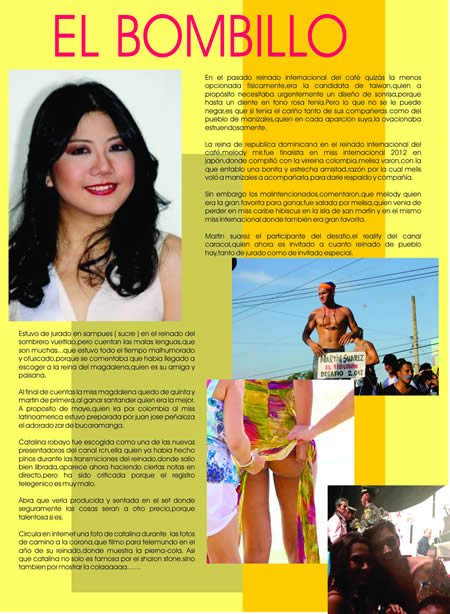 EL BOMBILLO
En el pasado reinado internacional del café quizás la menos
opcionada fisicamente,era la candidata de taiwan,quien a
proposito necesitaba urgentemente un diseño de sonrisa,porque
hasta un diente en tono rosa tenia.Pero lo que no se le puede
negar,es que si tenia el cariño tanto de sus compañeras como del
pueblo de manizales,quien en cada aparición suya,la ovacionaba
estruendosamente.
La reina de republica dominicana en el reinado internacional del
café,melody mir,fue finalista en miss internacional 2012 en
japón,donde compitió con la virreina colombia,melisa varon,con la
que entablo una bonita y estrecha amistad,razón por la cual melis
voló a manizales a acompañarla,para darle respaldo y compañía.
Sin embargo los malintencionados,comentaron,que melody quien
era la gran favorita para ganar,fue salada por melisa,quien venia de
perder en miss caribe hibiscus en la isla de san martin y en el mismo
miss internacional donde también era gran favorita.
Martin suarez el participante del desafio,el reality del canal
caracol,quien ahora es invitado a cuanto reinado de pueblo
hay,tanto de jurado como de invitado especial.
MARTIN SUAREZ
EL TIBURON
DESAFIO 2.012
Estuvo de jurado en sampues ( sucre ) en el reinado del
sombrero vueltiao,pero cuentan las malas lenguas,que
son muchas...que estuvo todo el tiempo malhumorado
y ofuscado,porque se comentaba que habia llegado a
escoger a la reina del magdalena,quien es su amiga y
paisana.
Al final de cuentas la miss magdalena quedo de quinta y
martin de primera,al ganar santander quien era la mejor.
A proposito de maye,quien ira por colombia al miss
latinoamerica estuvo preparada por juan jose peñaloza
el adorado zar de bucaramanga.
Catalina robayo fue escogida como una de las nuevas
presentadoras del canal rcn,ella quien ya habia hecho
pinos durante las transmiciones del reinado,donde salio
bien librada,aparece ahora haciendo ciertas notas en
directo,pero ha sido criticada porque el registro
telegenico es muy malo.
Abra que verla producida y sentada en el set donde
seguramente las cosas seran a otro precio,porque
talentosa si es.
Circula en internet una foto de catalina durante las fotos
de camino a la corona,que filmo para telemundo en el
año de su reinado,donde muestra la pierna-cola. Asi
que catalina no solo es famosa por el sharon stone,sino
tambien por mostrar la colaaaaa.......